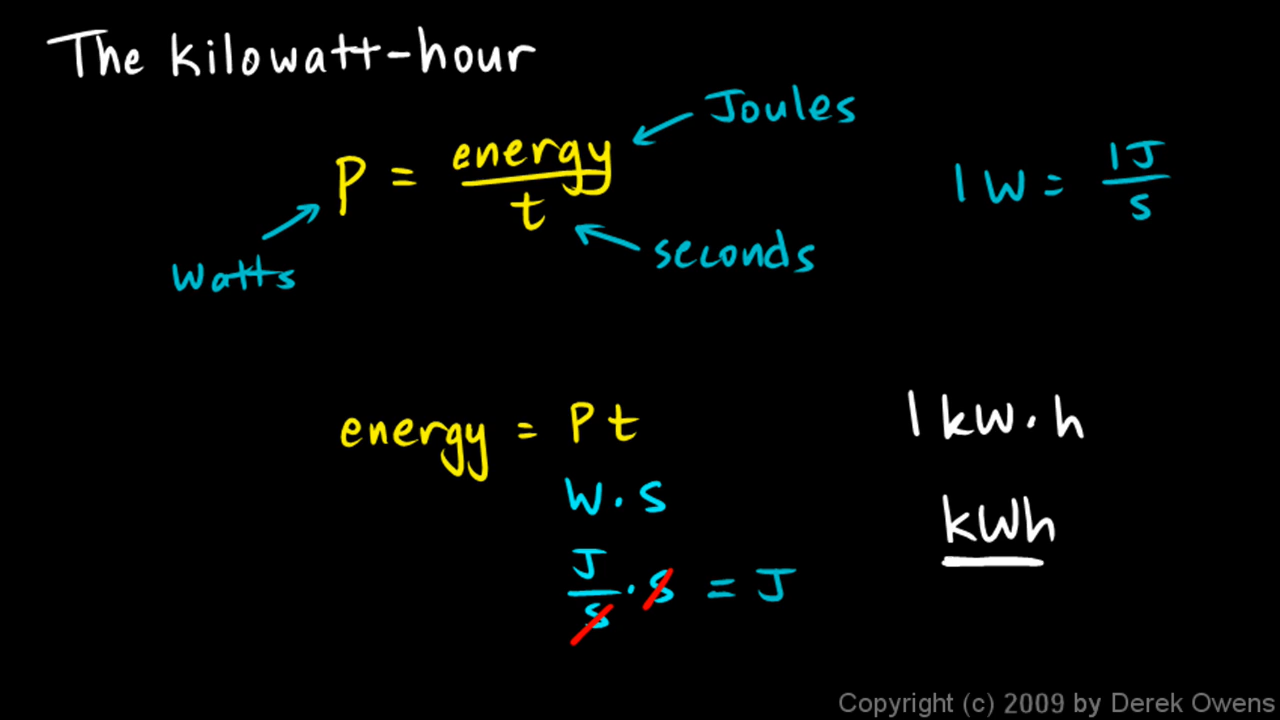 The kilowatt-hour
Joules
P = energy / t
1 W = 1J / s
Watts
seconds
energy = Pt
1 kW·h
W·s
kWh
J / s · s = J
Copyright (c) 2009 by Derek Owens